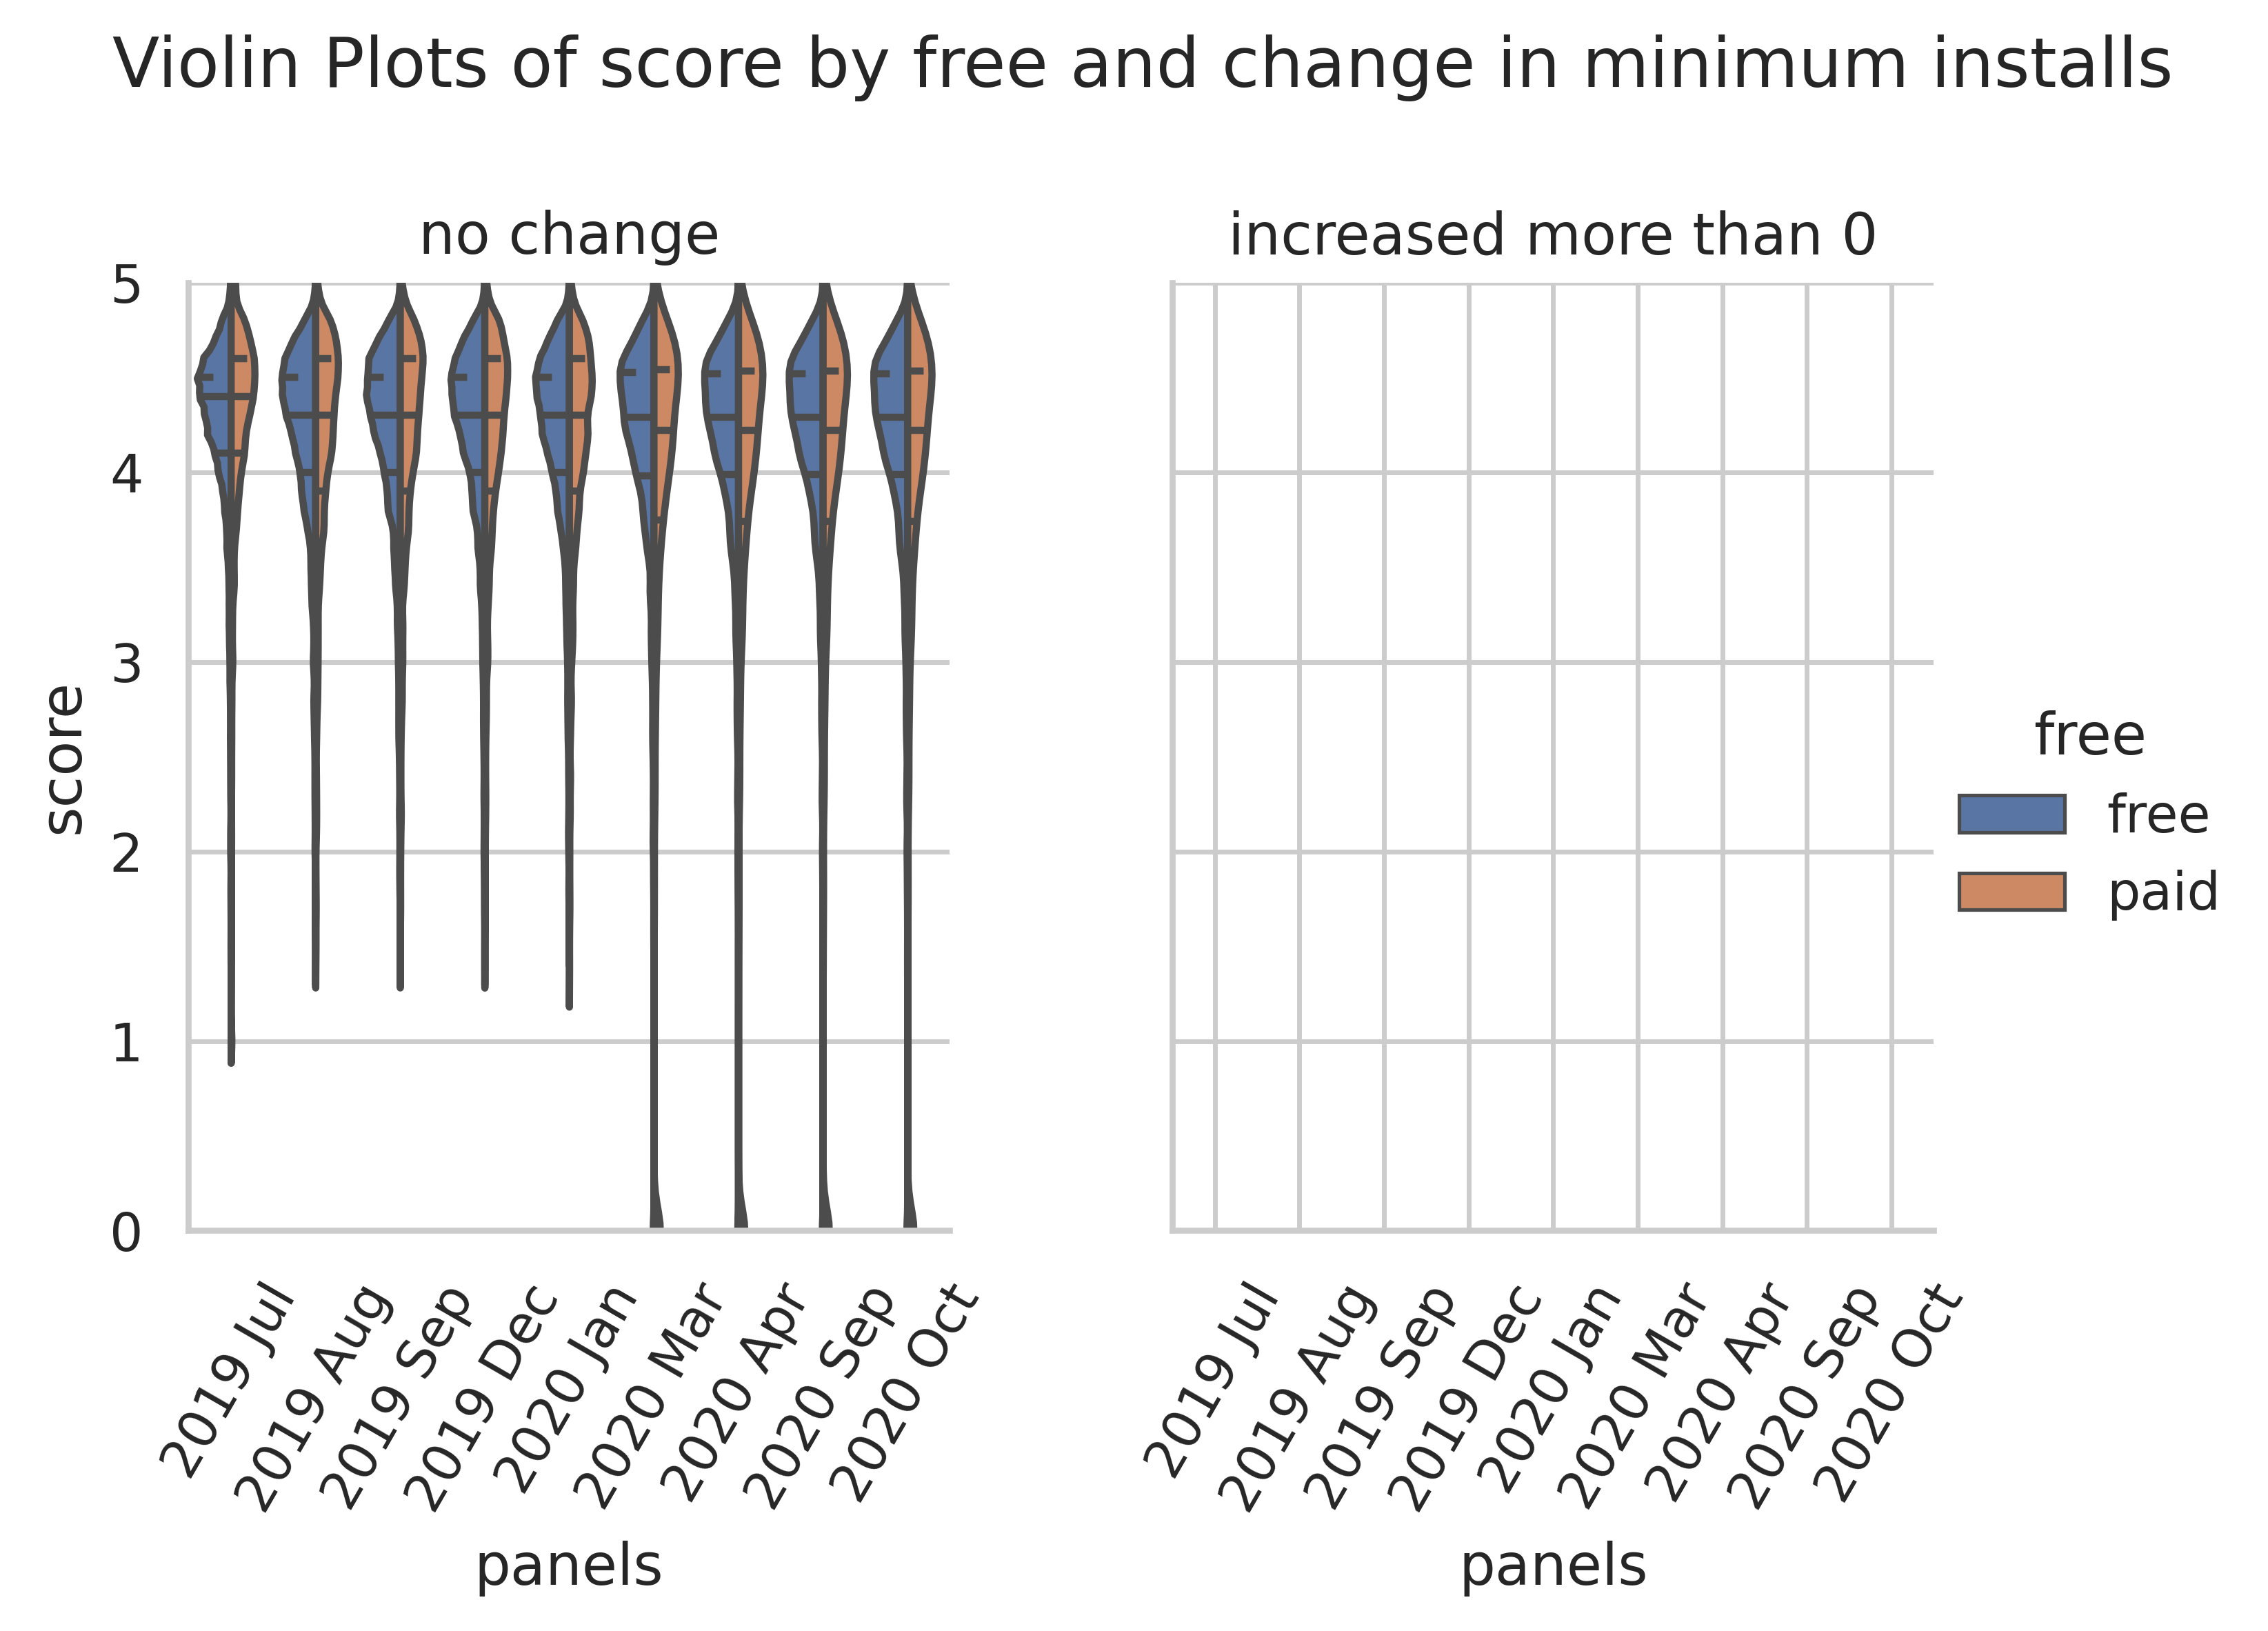 Violin Plots of score by free and change in minimum installs
no change
increased more than 0
5
4
3
2
1
0
score
2019 Jul
2019 Aug
2019 Sep
2019 Dec
2020 Jan
2020 Mar
2020 Apr
2020 Sep
2020 Oct
panels
2019 Jul
2019 Aug
2019 Sep
2019 Dec
2020 Jan
2020 Mar
2020 Apr
2020 Sep
2020 Oct
panels
free
free
paid